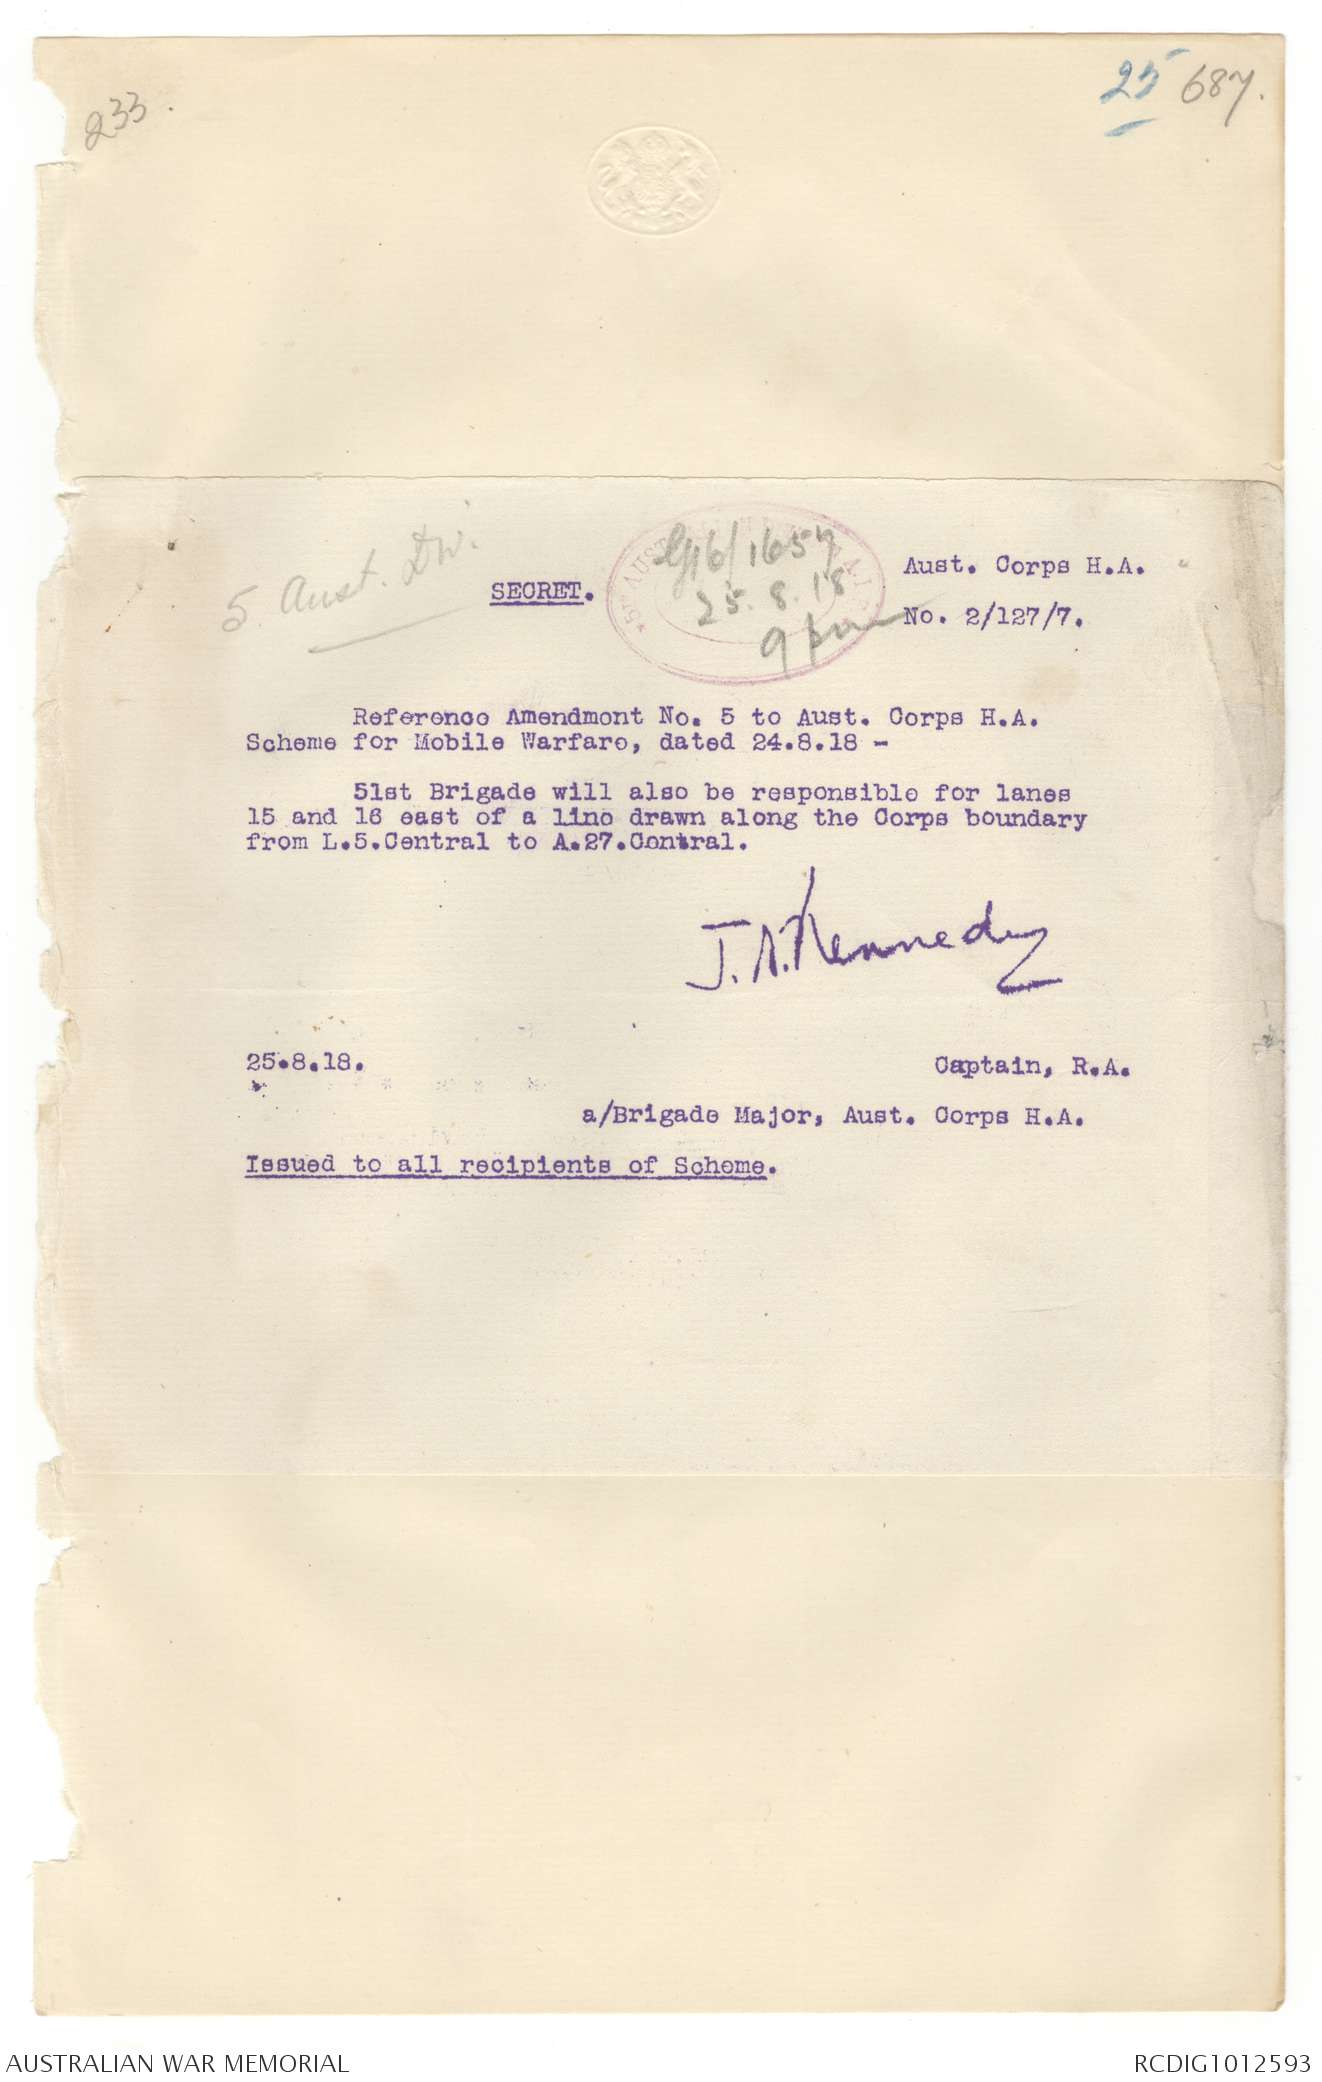 233.
25 687.
5 Aust. Div.
SECRET.
G16/1657
25.8.18
9 pm
Aust. Corps H.A.
No. 2/127/7.
Reference Amendment No. 5 to Aust. Corps H.A.
Scheme for Mobile Warfare, dated 24.8.18 -
51st Brigade will also be responsible for lanes
15 and 16 east of a line drawn along the Corps boundary
from L.5.Central to A.27.Central.
J. N. Kennedy
25.8.18.
Captain, R.A.
a/Brigade Major, Aust. Corps H.A.
Issued to all recipients of Scheme.
AUSTRALIAN WAR MEMORIAL
RCDIG1012593